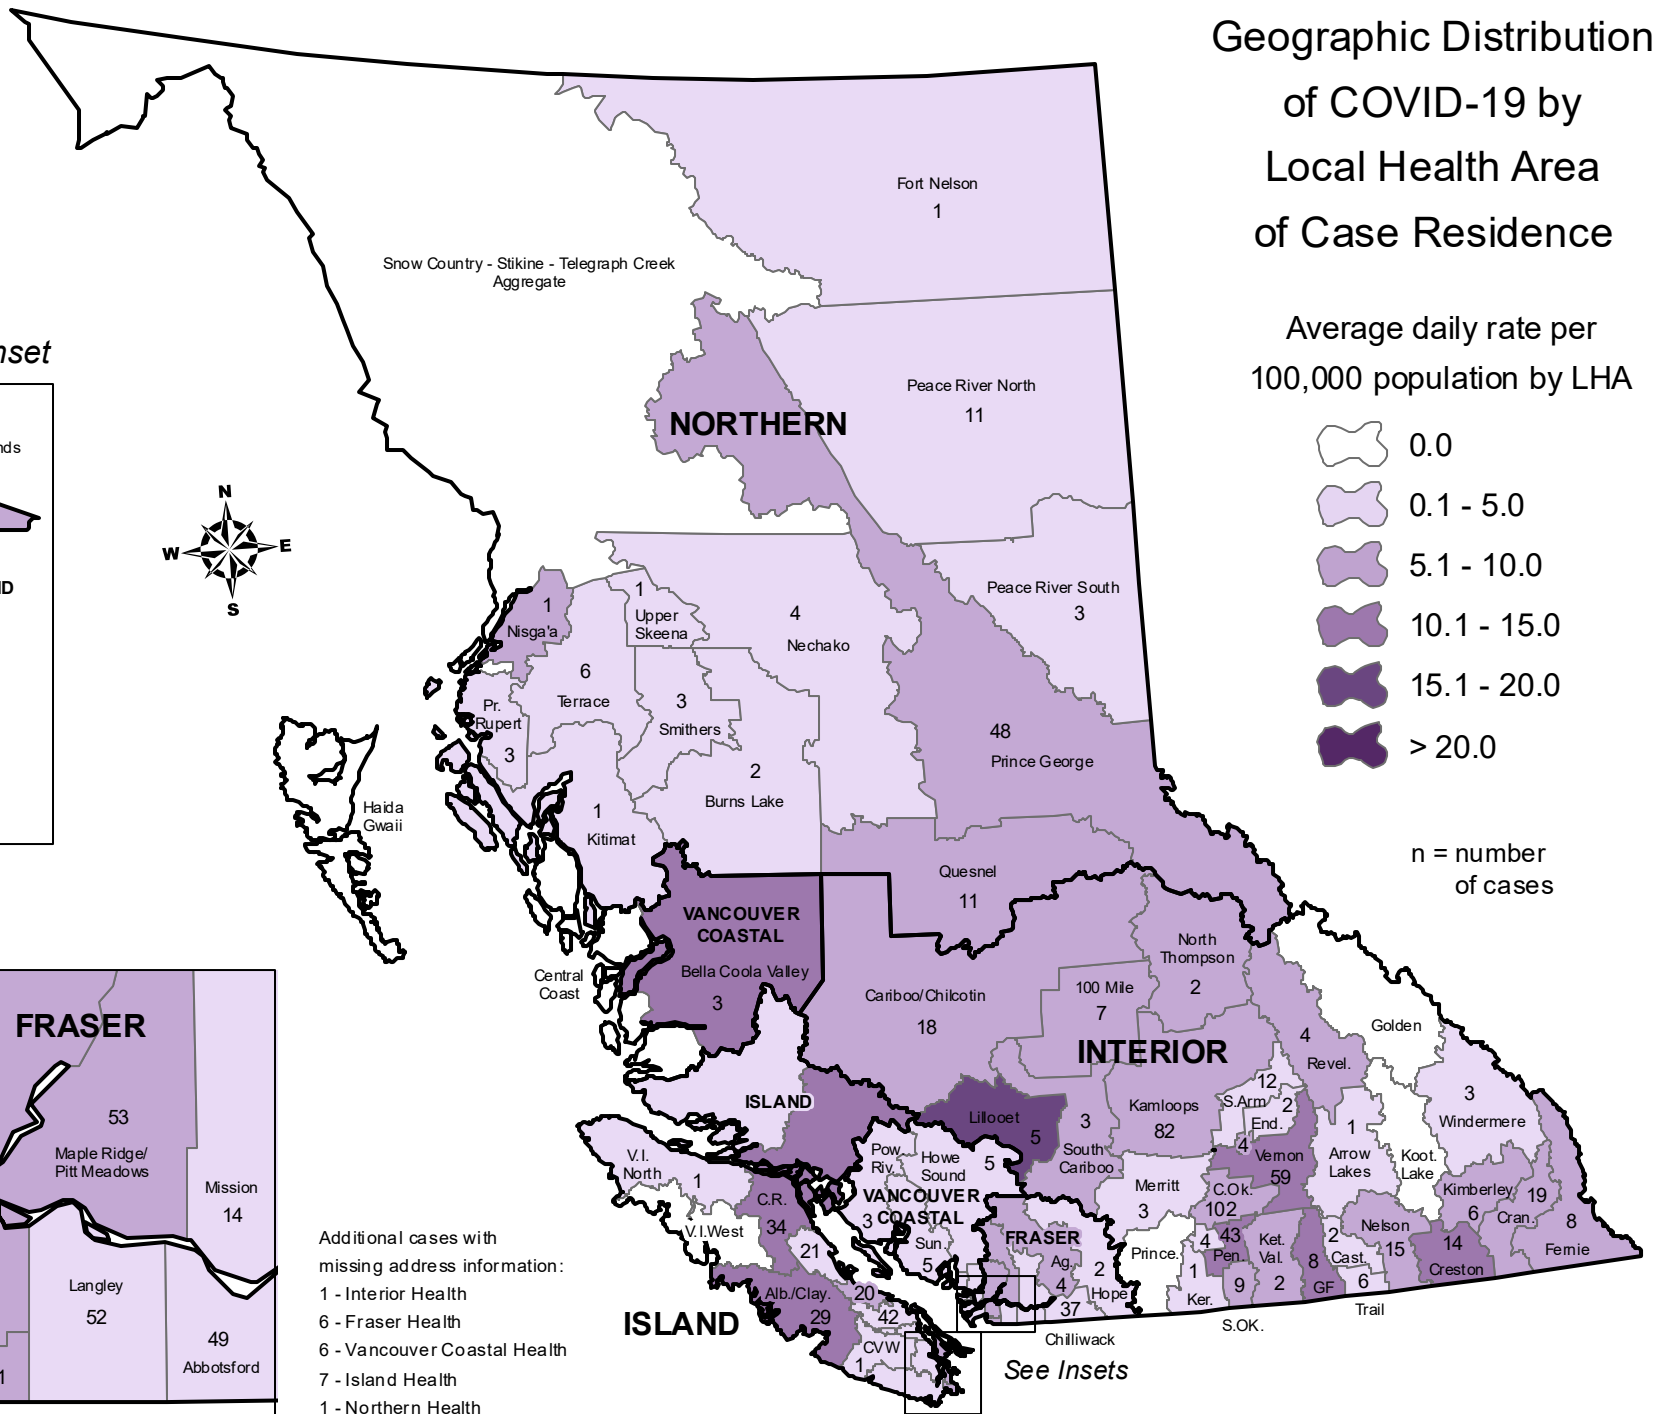 Geographic Distribution
of COVID-19 by
Local Health Area
of Case Residence
Average daily rate per
100,000 population by LHA
0.0
0.1 - 5.0
5.1 - 10.0
10.1 - 15.0
15.1 - 20.0
> 20.0
n = number
of cases
Fort Nelson
1
Snow Country - Stikine - Telegraph Creek
Aggregate
nset
nds
D
N
W E
S
Peace River North
11
NORTHERN
Peace River South
3
1
Nisga'a
1
Upper
Skeena
4
Nechako
6
Terrace
3
Smithers
Pr.
Rupert
3
2
Burns Lake
1
Kitimat
48
Prince George
Haida
Gwaii
Quesnel
11
VANCOUVER
COASTAL
Bella Coola Valley
3
Central
Coast
Cariboo/Chilcotin
18
100 Mile
7
North
Thompson
2
INTERIOR
Golden
4
Revel.
3
Windermere
ISLAND
Lillooet
5
3
South
Cariboo
Kamloops
82
12
S.Arm
2
End.
4
Vernon
59
1
Arrow
Lakes
Koot.
Lake
Kimberley
6
19
Cran.
8
Fernie
Pow.
Riv.
3
Howe
Sound
5
VANCOUVER
COASTAL
Sun.
5
Merritt
3
C.Ok.
102
Prince.
4
43
Pen.
Ket.
Val.
2
1
Ker.
9
S.OK.
8
GF
2
Cast.
6
Trail
Nelson
15
14
Creston
FRASER
Ag.
4
2
Hope
37
Chilliwack
See Insets
V.I.
North
1
V.I.West
C.R.
34
21
Alb./Clay.
29
20
42
CVW
1
ISLAND
FRASER
53
Maple Ridge/
Pitt Meadows
Mission
14
Langley
52
49
Abbotsford
1
Additional cases with
missing address information:
1 - Interior Health
6 - Fraser Health
6 - Vancouver Coastal Health
7 - Island Health
1 - Northern Health